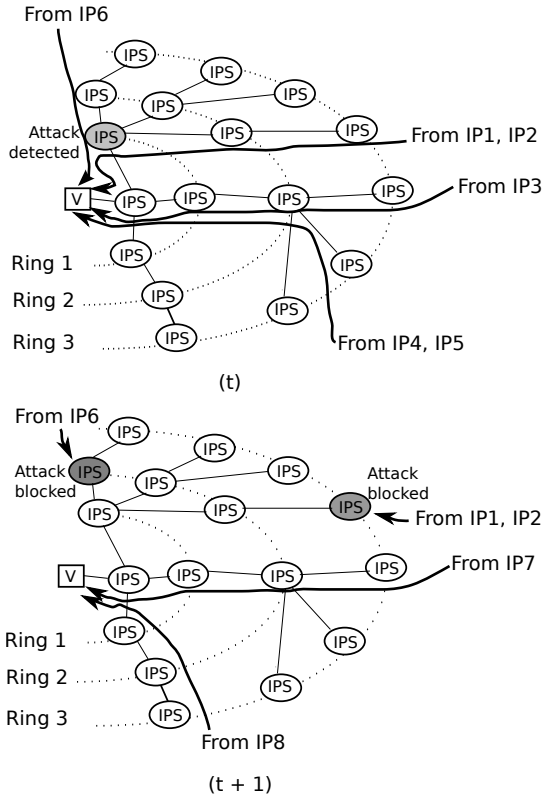 From IP6
IPS
IPS
IPS
IPS
IPS
Attack
detected
IPS
IPS
IPS
From IP1, IP2
From IP3
V
IPS
IPS
IPS
IPS
IPS
IPS
Ring 1
Ring 2
IPS
IPS
Ring 3
IPS
From IP4, IP5
(t)
From IP6
IPS
IPS
Attack
blocked
IPS
IPS
IPS
Attack
blocked
IPS
IPS
IPS
From IP1, IP2
From IP7
V
IPS
IPS
IPS
IPS
Ring 1
IPS
IPS
Ring 2
IPS
IPS
Ring 3
IPS
From IP8
(t + 1)